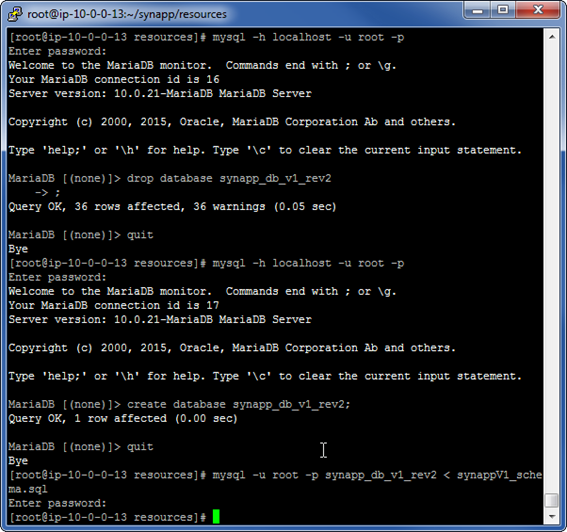 root@ip-10-0-0-13:~/synapp/resources
[root@ip-10-0-0-13 resources]# mysql -h localhost -u root -p
Enter password:
Welcome to the MariaDB monitor.  Commands end with ; or \g.
Your MariaDB connection id is 16
Server version: 10.0.21-MariaDB MariaDB Server

Copyright (c) 2000, 2015, Oracle, MariaDB Corporation Ab and others.

Type 'help;' or '\h' for help. Type '\c' to clear the current input statement.

MariaDB [(none)]> drop database synapp_db_v1_rev2
    -> ;
Query OK, 36 rows affected, 36 warnings (0.05 sec)

MariaDB [(none)]> quit
Bye
[root@ip-10-0-0-13 resources]# mysql -h localhost -u root -p
Enter password:
Welcome to the MariaDB monitor.  Commands end with ; or \g.
Your MariaDB connection id is 17
Server version: 10.0.21-MariaDB MariaDB Server

Copyright (c) 2000, 2015, Oracle, MariaDB Corporation Ab and others.

Type 'help;' or '\h' for help. Type '\c' to clear the current input statement.

MariaDB [(none)]> create database synapp_db_v1_rev2;
Query OK, 1 row affected (0.00 sec)

MariaDB [(none)]> quit
Bye
[root@ip-10-0-0-13 resources]# mysql -u root -p synapp_db_v1_rev2 < synappV1_sche
ma.sql
Enter password:
[root@ip-10-0-0-13 resources]#